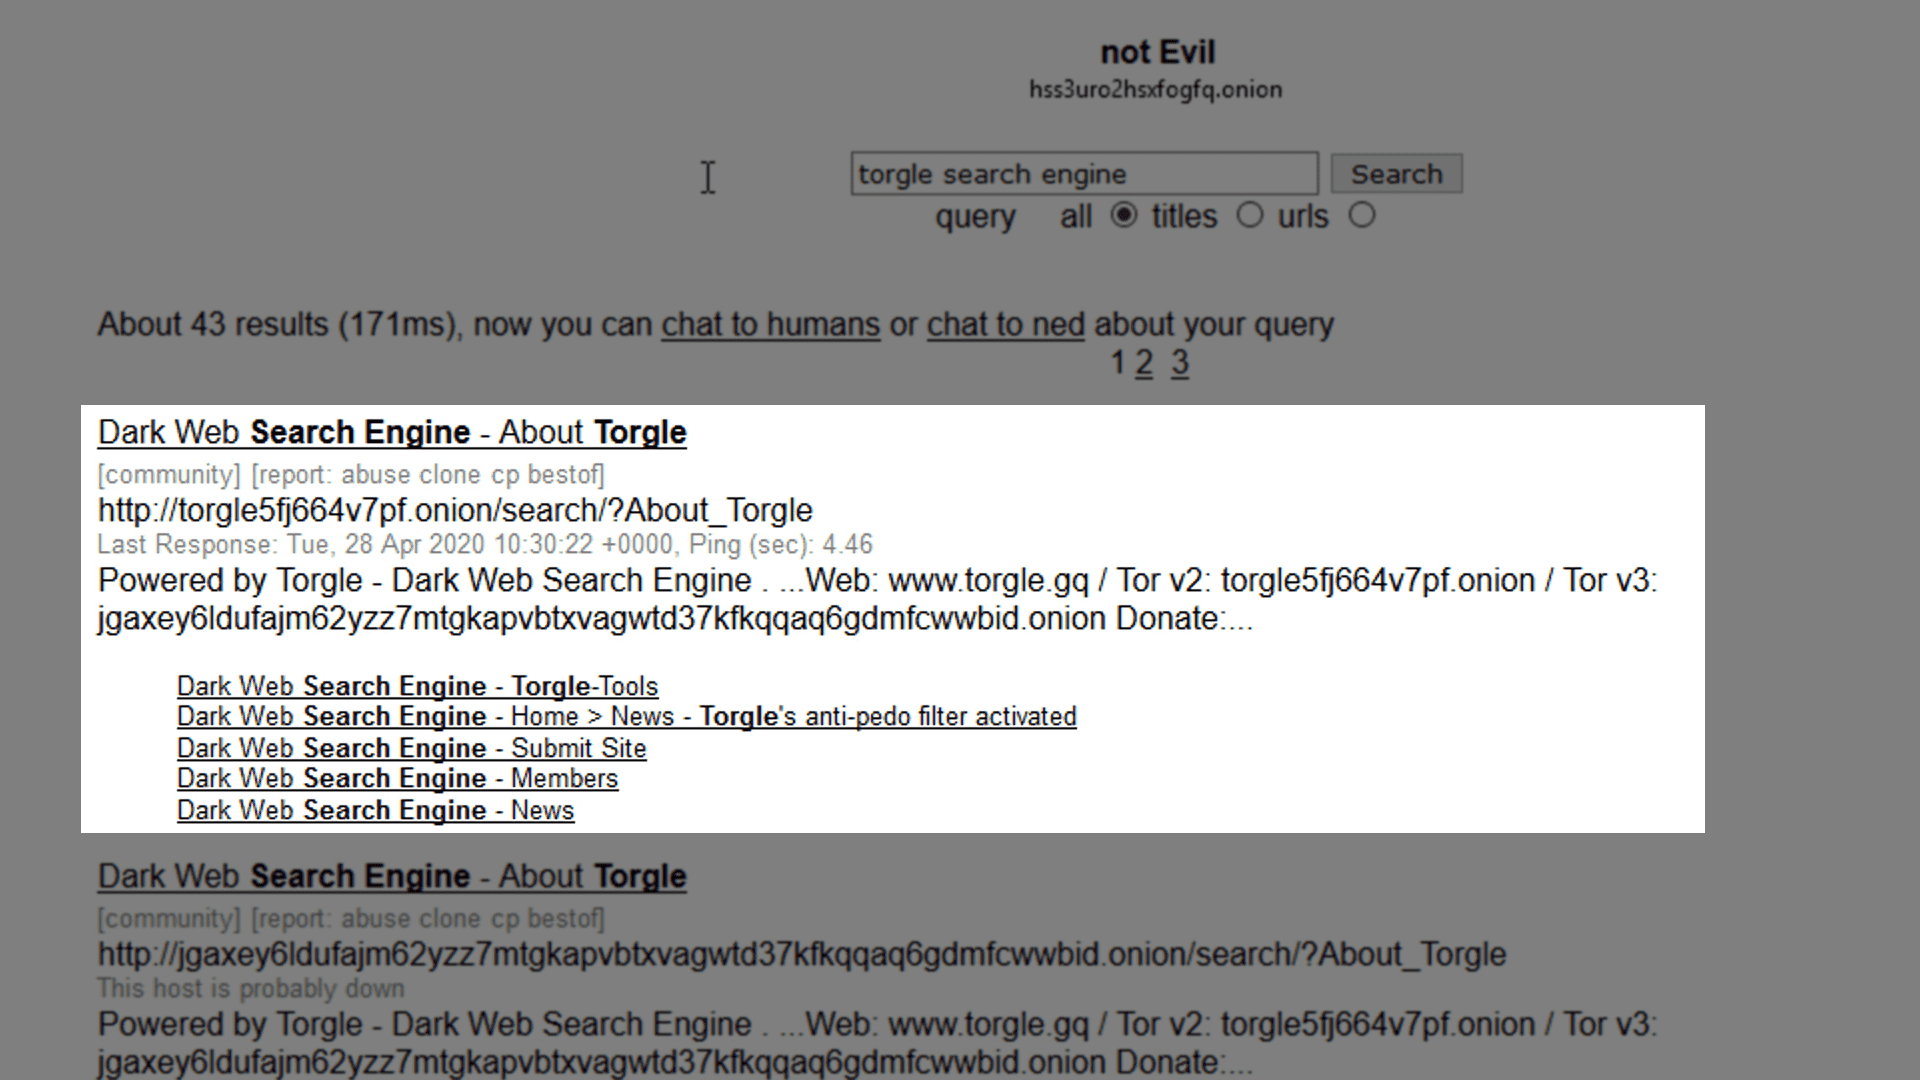 not Evil
hss3uro2hsxfogfq.onion
torgle search engine Search
query all titles urls
About 43 results (171ms), now you can chat to humans or chat to ned about your query
1 2 3
Dark Web Search Engine - About Torgle
[community] [report: abuse clone cp bestof]
http://torgle5fj664v7pf.onion/search/?About_Torgle
Last Response: Tue, 28 Apr 2020 10:30:22 +0000, Ping (sec): 4.46
Powered by Torgle - Dark Web Search Engine . ...Web: www.torgle.gq / Tor v2: torgle5fj664v7pf.onion / Tor v3:
jgaxey6ldufajm62yzz7mtgkapvbtxvagwtd37kfkqqaq6gdmfcwwbid.onion Donate:...
Dark Web Search Engine - Torgle-Tools
Dark Web Search Engine - Home > News - Torgle's anti-pedo filter activated
Dark Web Search Engine - Submit Site
Dark Web Search Engine - Members
Dark Web Search Engine - News
Dark Web Search Engine - About Torgle
[community] [report: abuse clone cp bestof]
http://jgaxey6ldufajm62yzz7mtgkapvbtxvagwtd37kfkqqaq6gdmfcwwbid.onion/search/?About_Torgle
This host is probably down
Powered by Torgle - Dark Web Search Engine . ...Web: www.torgle.gq / Tor v2: torgle5fj664v7pf.onion / Tor v3:
jgaxey6ldufajm62yzz7mtgkapvbtxvagwtd37kfkqqaq6gdmfcwwbid.onion Donate:...